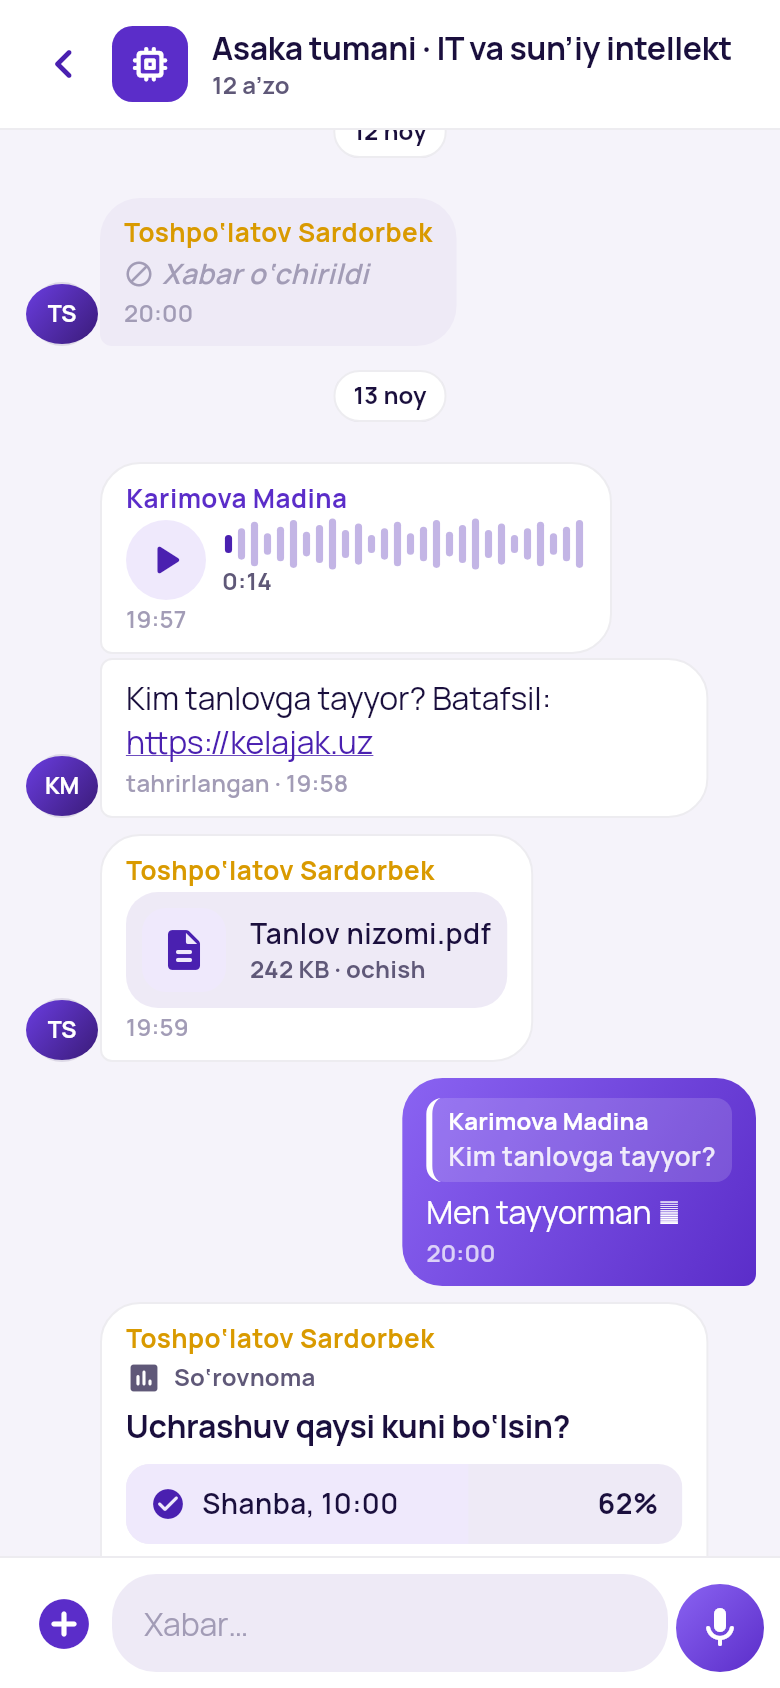 Asaka tumani · IT va sun’iy intellekt
12 a’zo
12 noy
Toshpo‘latov Sardorbek
Xabar o‘chirildi
TS
20:00
13 noy
Karimova Madina
0:14
19:57
Kim tanlovga tayyor? Batafsil:
https://kelajak.uz
KM
tahrirlangan · 19:58
Toshpo‘latov Sardorbek
Tanlov nizomi.pdf
242 KB · ochish
TS
19:59
Karimova Madina
Kim tanlovga tayyor?
Men tayyorman
20:00
Toshpo‘latov Sardorbek
So‘rovnoma
Uchrashuv qaysi kuni bo‘lsin?
Shanba, 10:00 62%
Xabar...